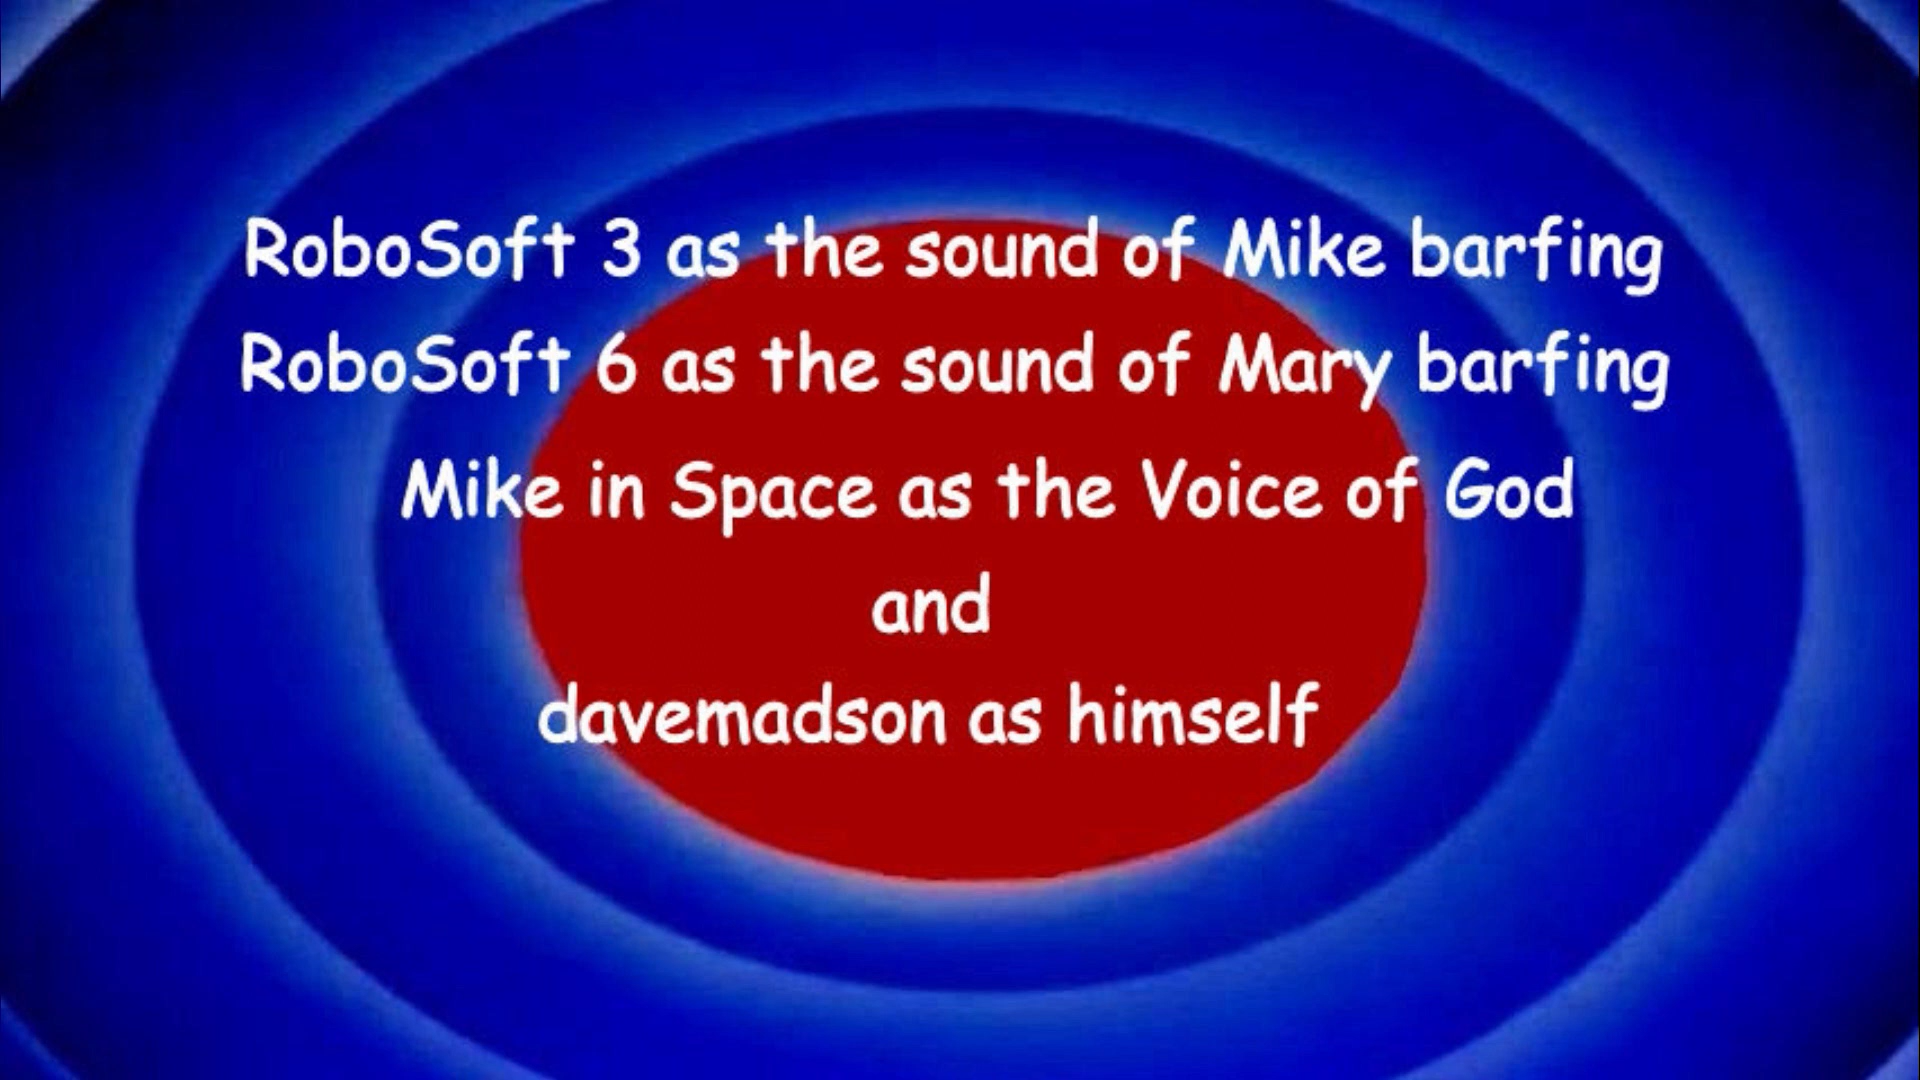 RoboSoft 3 as the sound of Mike barfing
RoboSoft 6 as the sound of Mary barfing
Mike in Space as the Voice of God
and
davemadson as himself